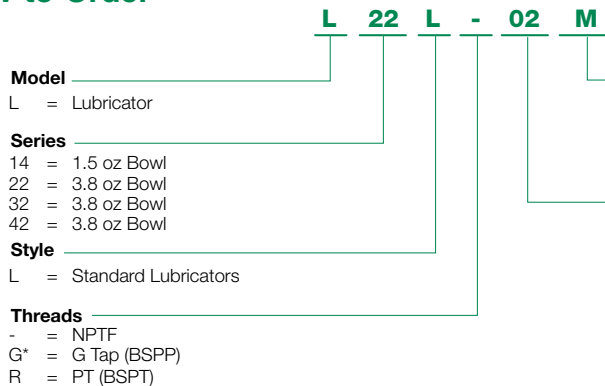 to Order
L 22 L - 02 M
Model
L = Lubricator
Series
14 = 1.5 oz Bowl
22 = 3.8 oz Bowl
32 = 3.8 oz Bowl
42 = 3.8 oz Bowl
Style
L = Standard Lubricators
Threads
- = NPTF
G* = G Tap (BSPP)
R = PT (BSPT)